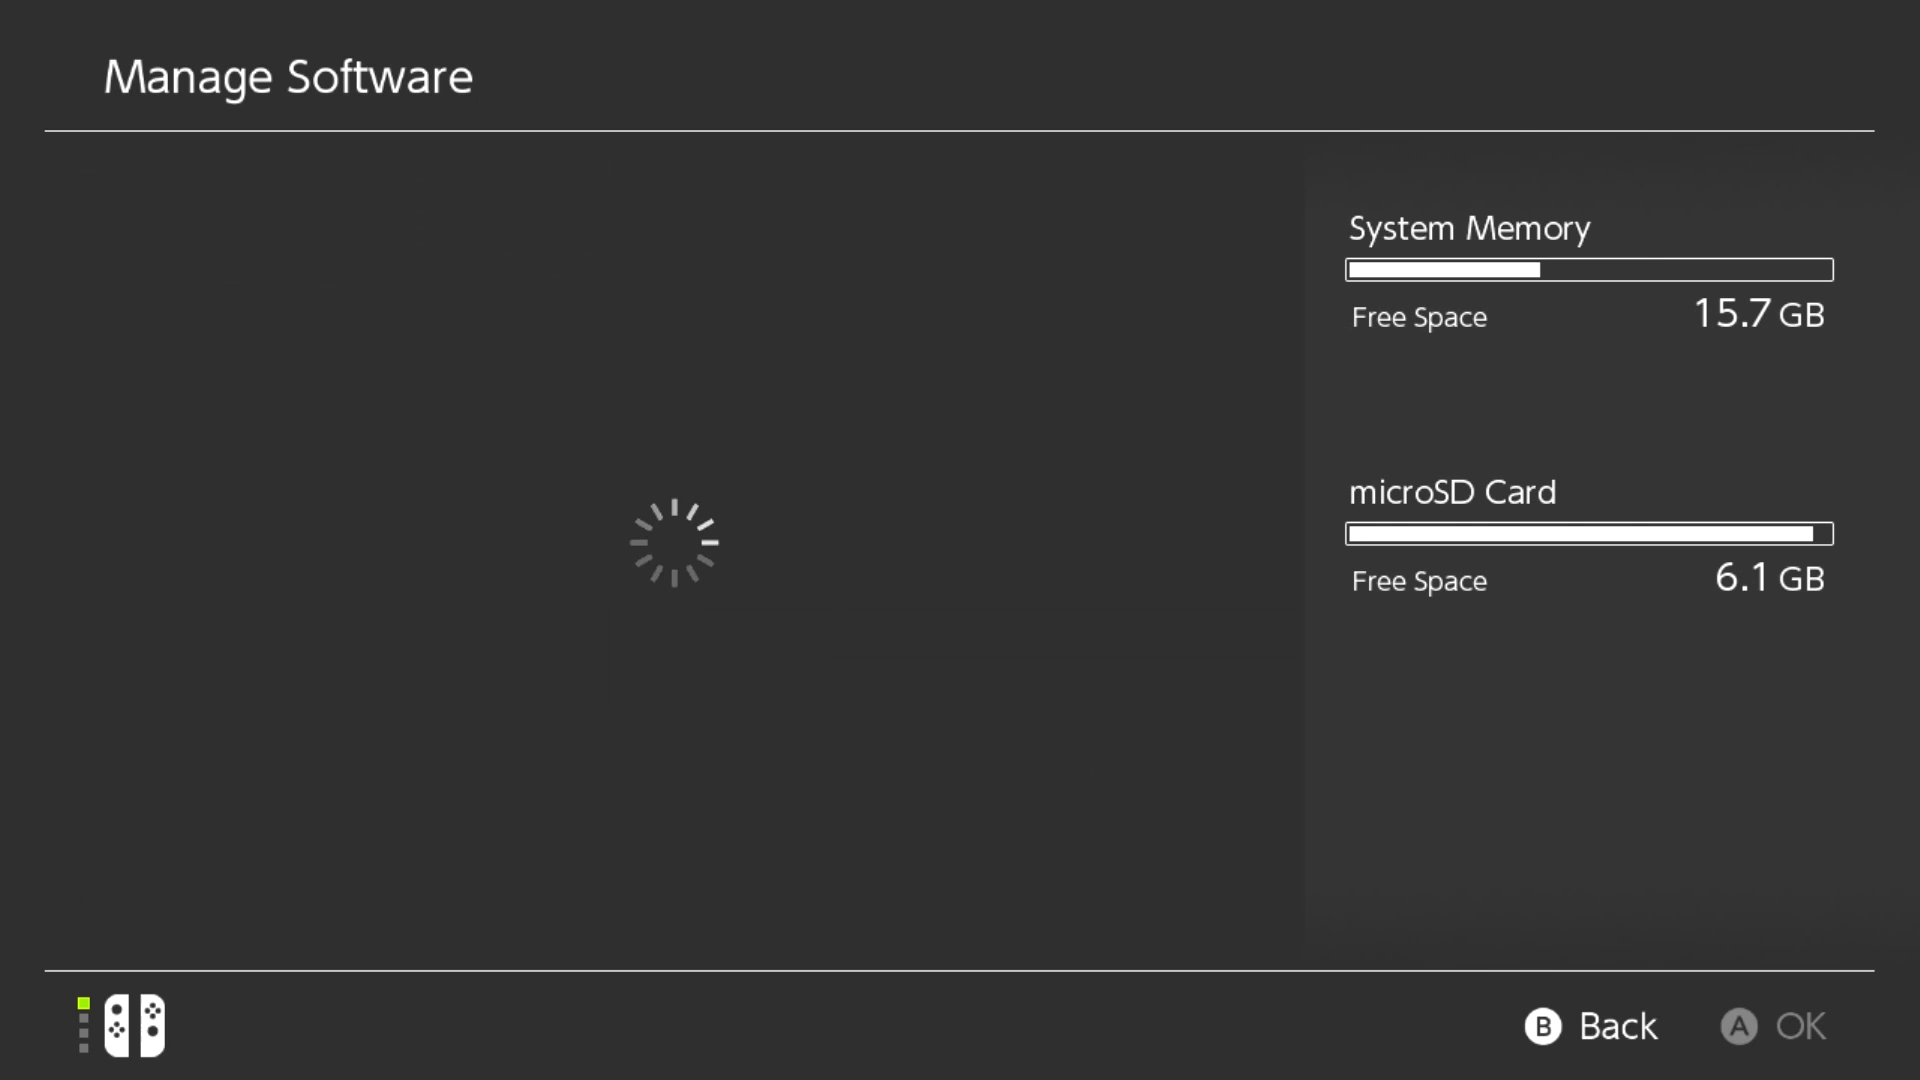 Manage Software
System Memory
Free Space 15.7 GB
microSD Card
Free Space 6.1 GB
B Back A OK